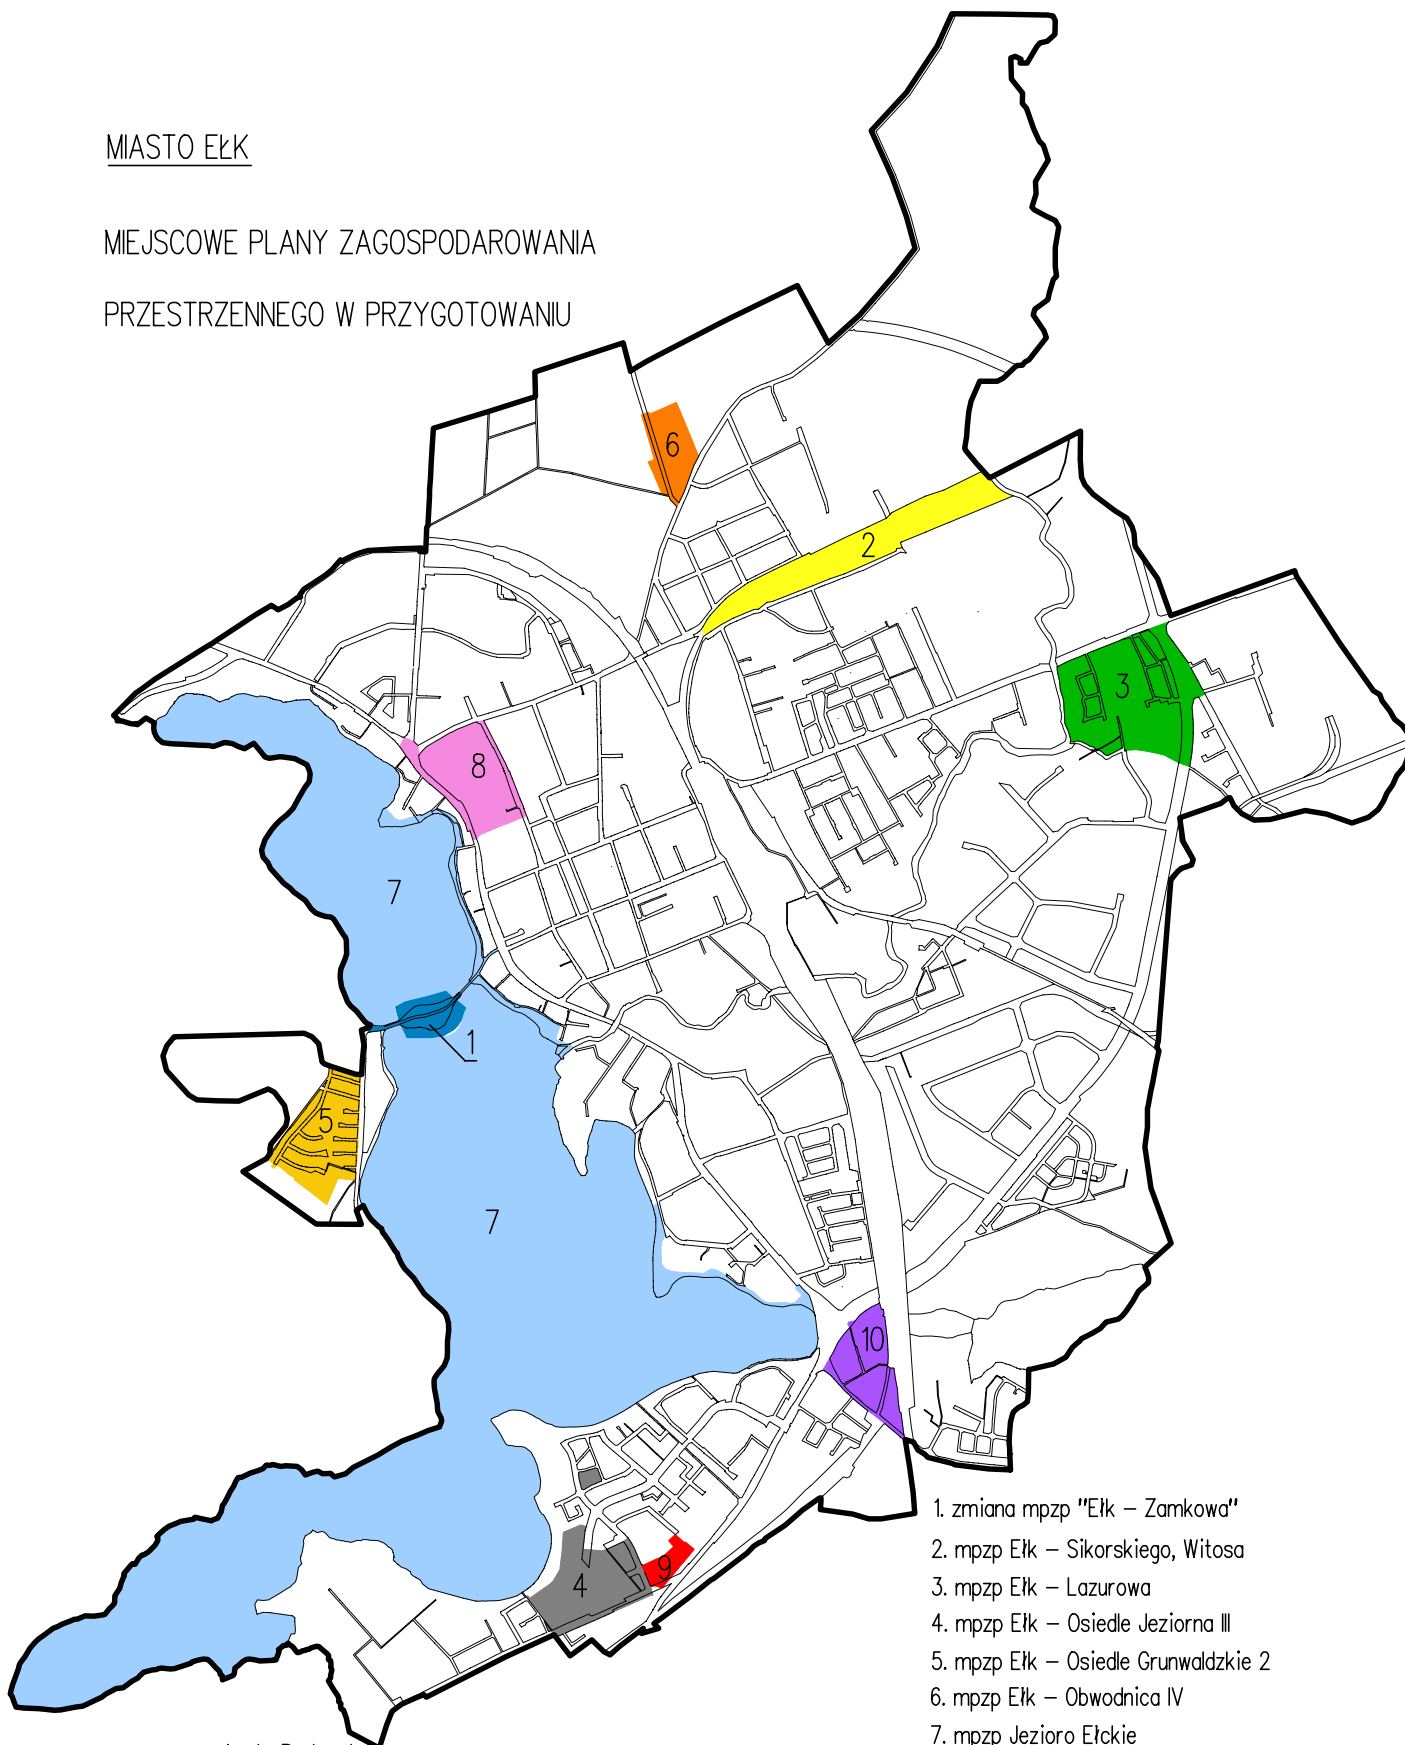 MIASTO EŁK
MIEJSCOWE PLANY ZAGOSPODAROWANIA
PRZESTRZENNEGO W PRZYGOTOWANIU
6
2
3
8
7
1
5
7
10
9
4
1. zmiana mpzp "Ełk – Zamkowa"
2. mpzp Ełk – Sikorskiego, Witosa
3. mpzp Ełk – Lazurowa
4. mpzp Ełk – Osiedle Jeziorna III
5. mpzp Ełk – Osiedle Grunwaldzkie 2
6. mpzp Ełk – Obwodnica IV
7. mpzp Jezioro Ełckie